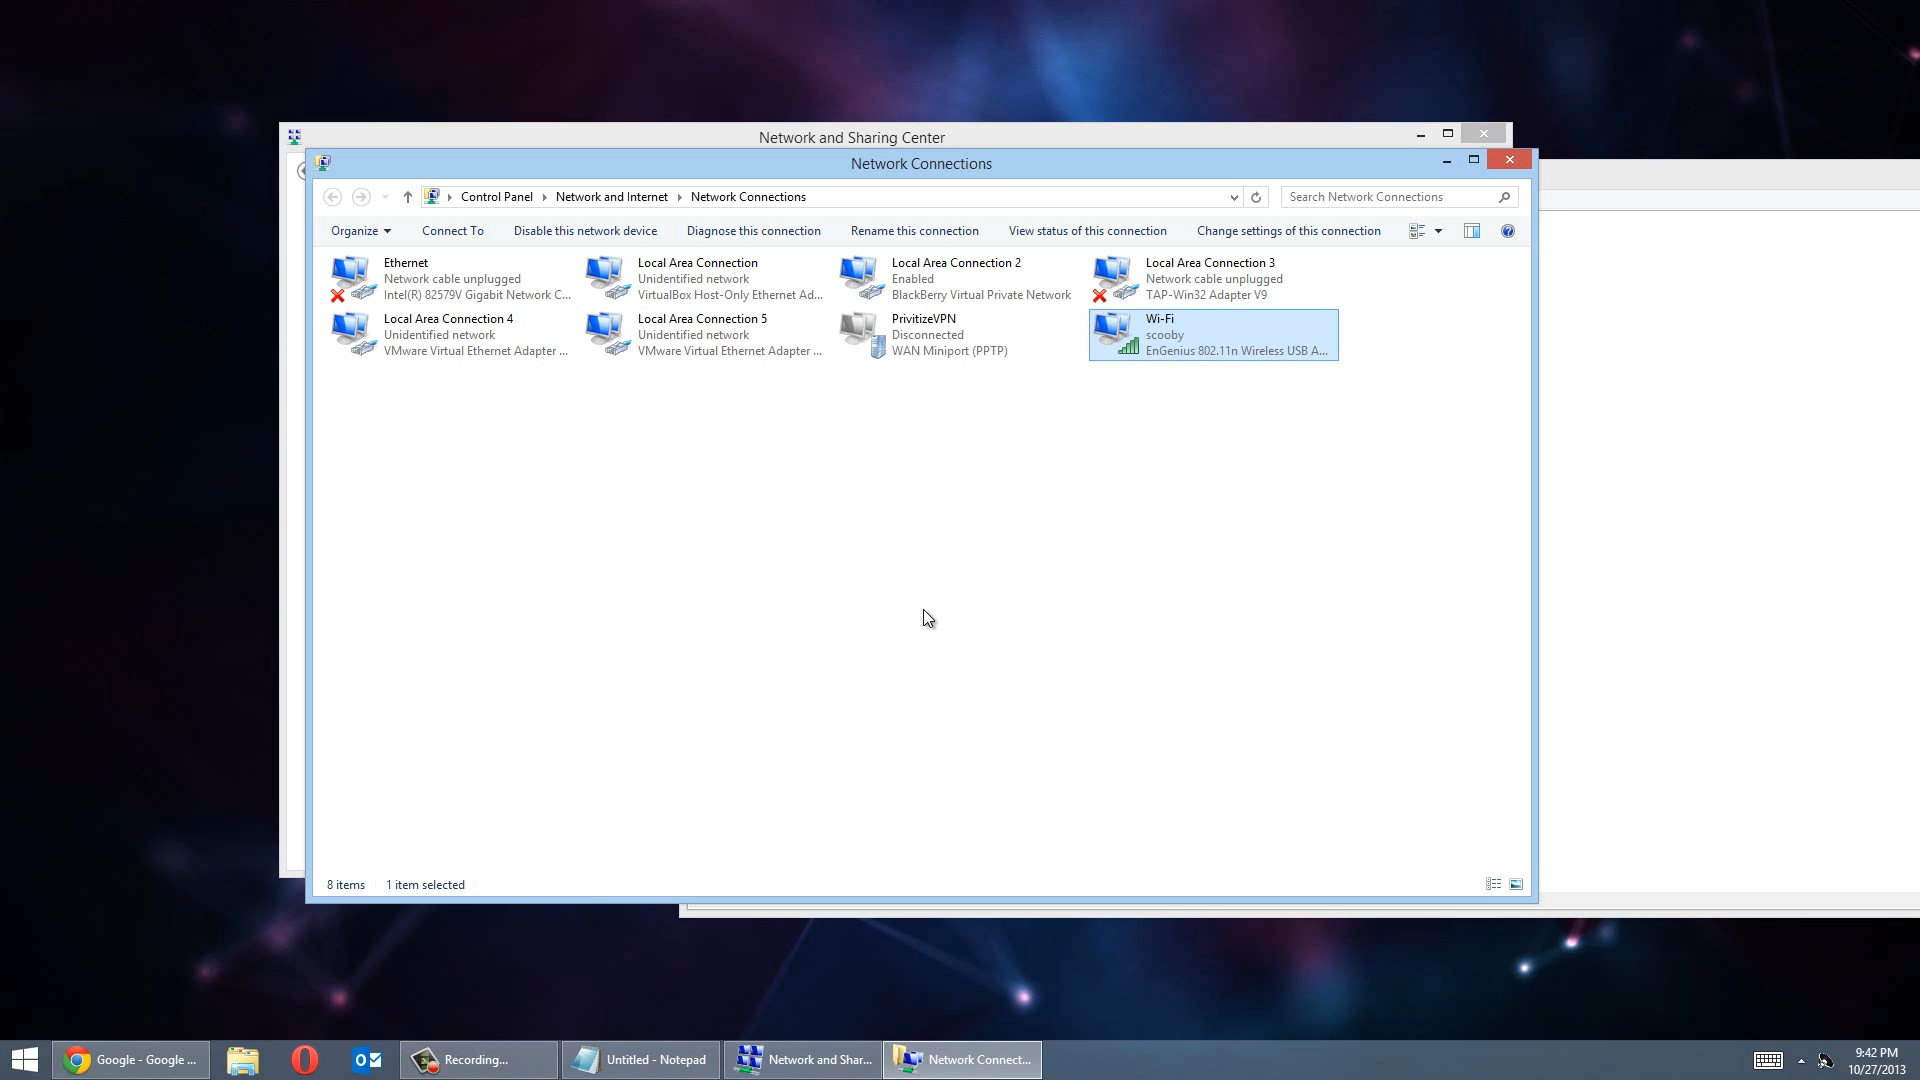 Network and Sharing Center
Network Connections
Control Panel Network and Internet Network Connections
Search Network Connections
Organize Connect To Disable this network device Diagnose this connection Rename this connection View status of this connection Change settings of this connection
Ethernet
Network cable unplugged
Intel(R) 82579V Gigabit Network C...
Local Area Connection
Unidentified network
VirtualBox Host-Only Ethernet Ad...
Local Area Connection 2
Enabled
BlackBerry Virtual Private Network
Local Area Connection 3
Network cable unplugged
TAP-Win32 Adapter V9
Local Area Connection 4
Unidentified network
VMware Virtual Ethernet Adapter ...
Local Area Connection 5
Unidentified network
VMware Virtual Ethernet Adapter ...
PrivitizeVPN
Disconnected
WAN Miniport (PPTP)
Wi-Fi
scooby
EnGenius 802.11n Wireless USB A...
8 items 1 item selected
Google - Google ...
Recording...
Untitled - Notepad
Network and Shar...
Network Connect...
9:42 PM
10/27/2013